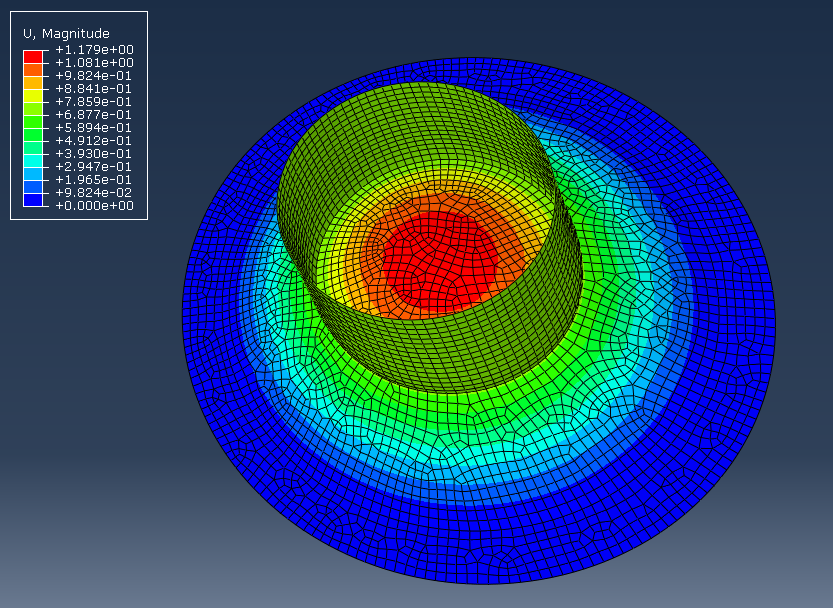 U, Magnitude
+1.179e+00
+1.081e+00
+9.824e-01
+8.841e-01
+7.859e-01
+6.877e-01
+5.894e-01
+4.912e-01
+3.930e-01
+2.947e-01
+1.965e-01
+9.824e-02
+0.000e+00